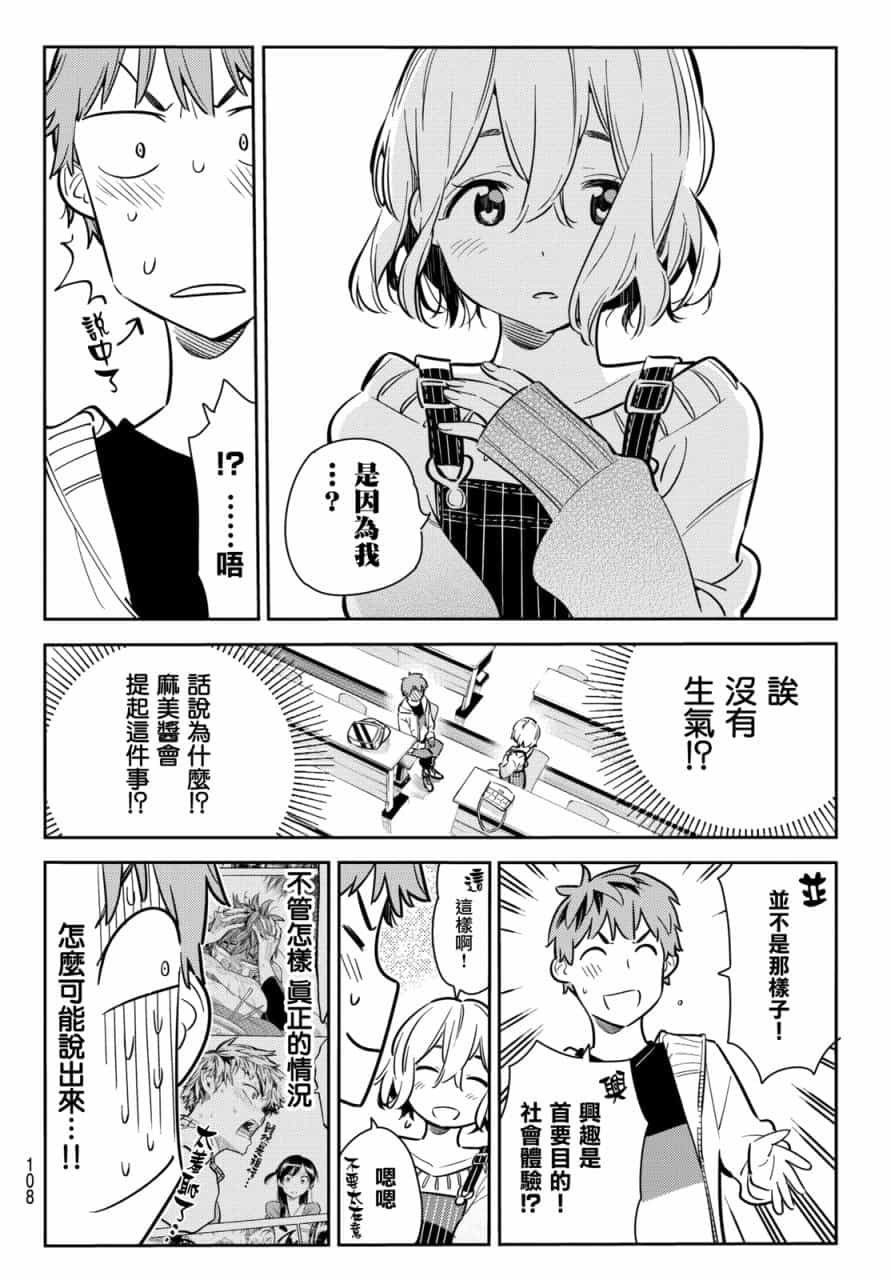 是因為我
…?
!?……唔
說中了
誒
沒有
生氣!?
話說為什麼!?
麻美醬會
提起這件事!?
並
並不是那樣子！
興
興趣是
首要目的！
社會體驗!?
這
這樣啊！
嗯嗯
不要太在意
不管怎樣 真正的情況
太羞恥了…
怎麼可能說出來…!!
108